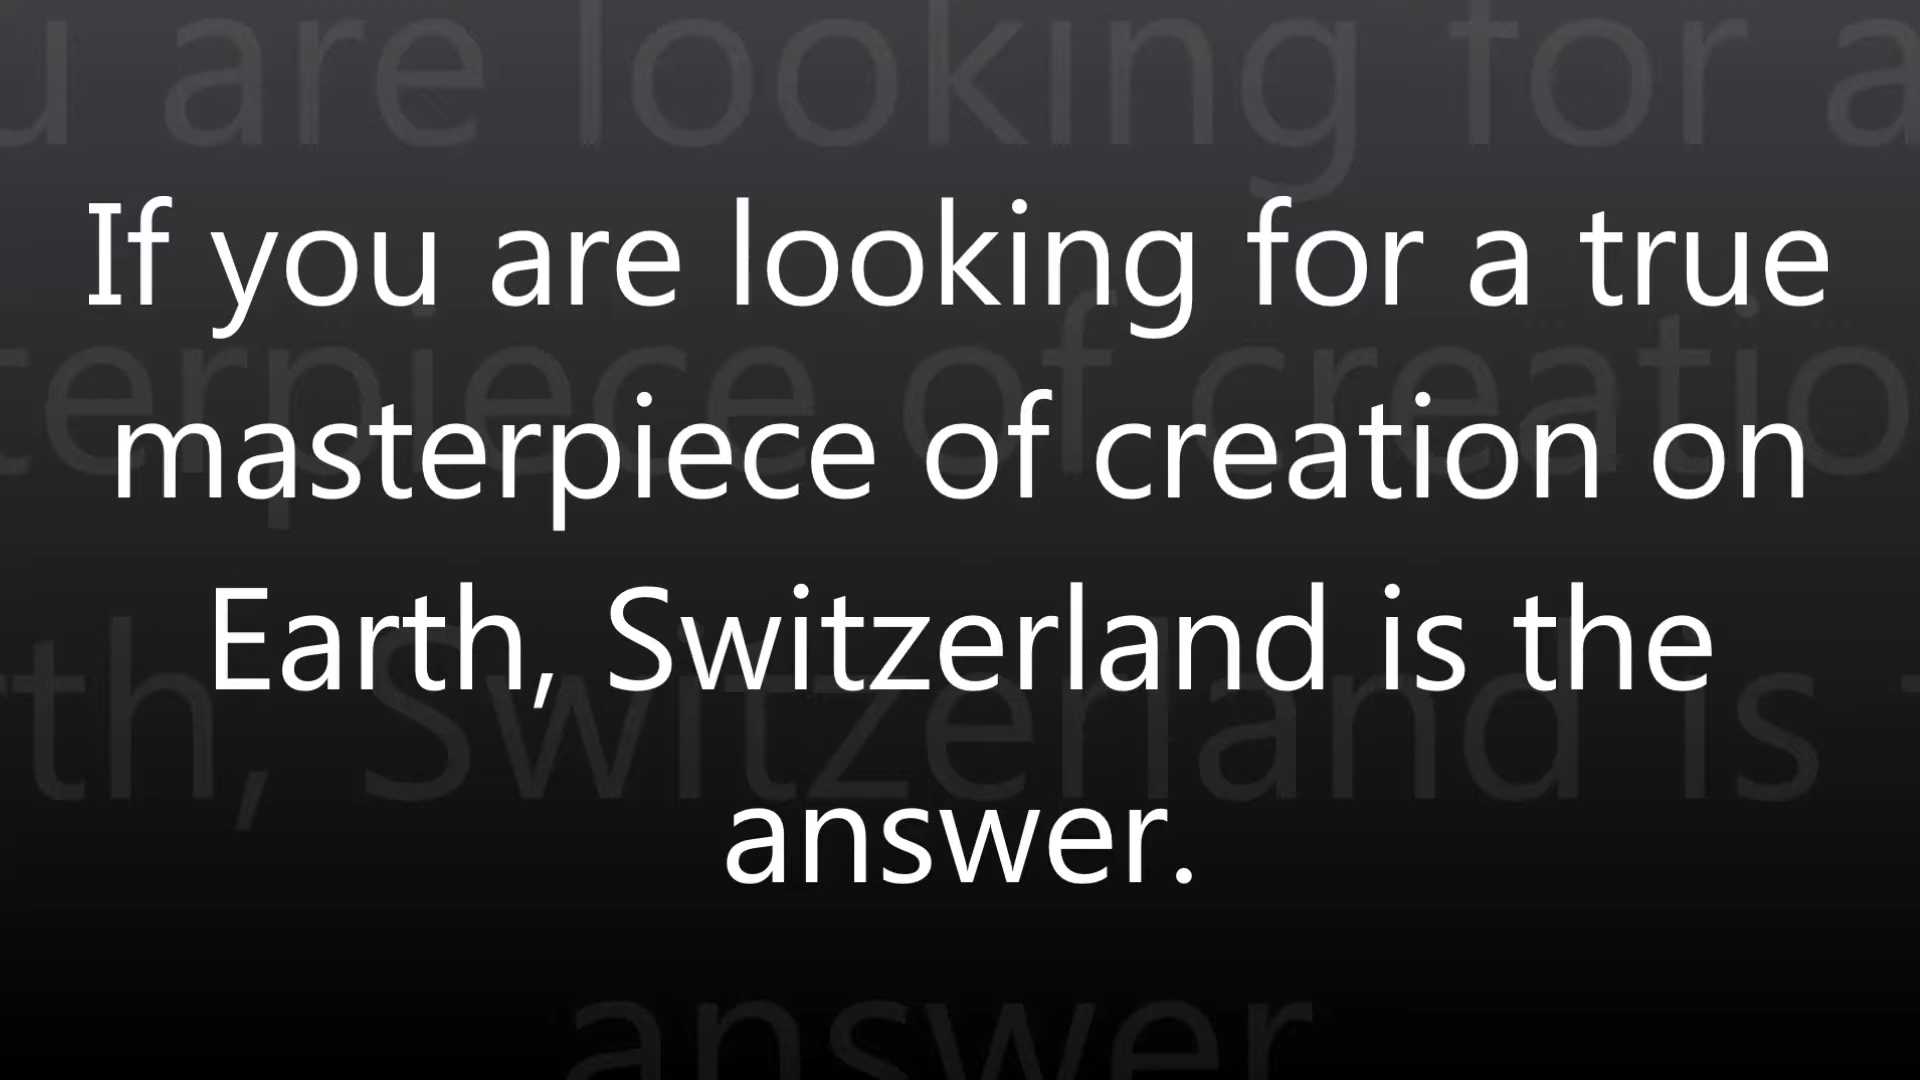 If you are looking for a true
masterpiece of creation on
Earth, Switzerland is the
answer.